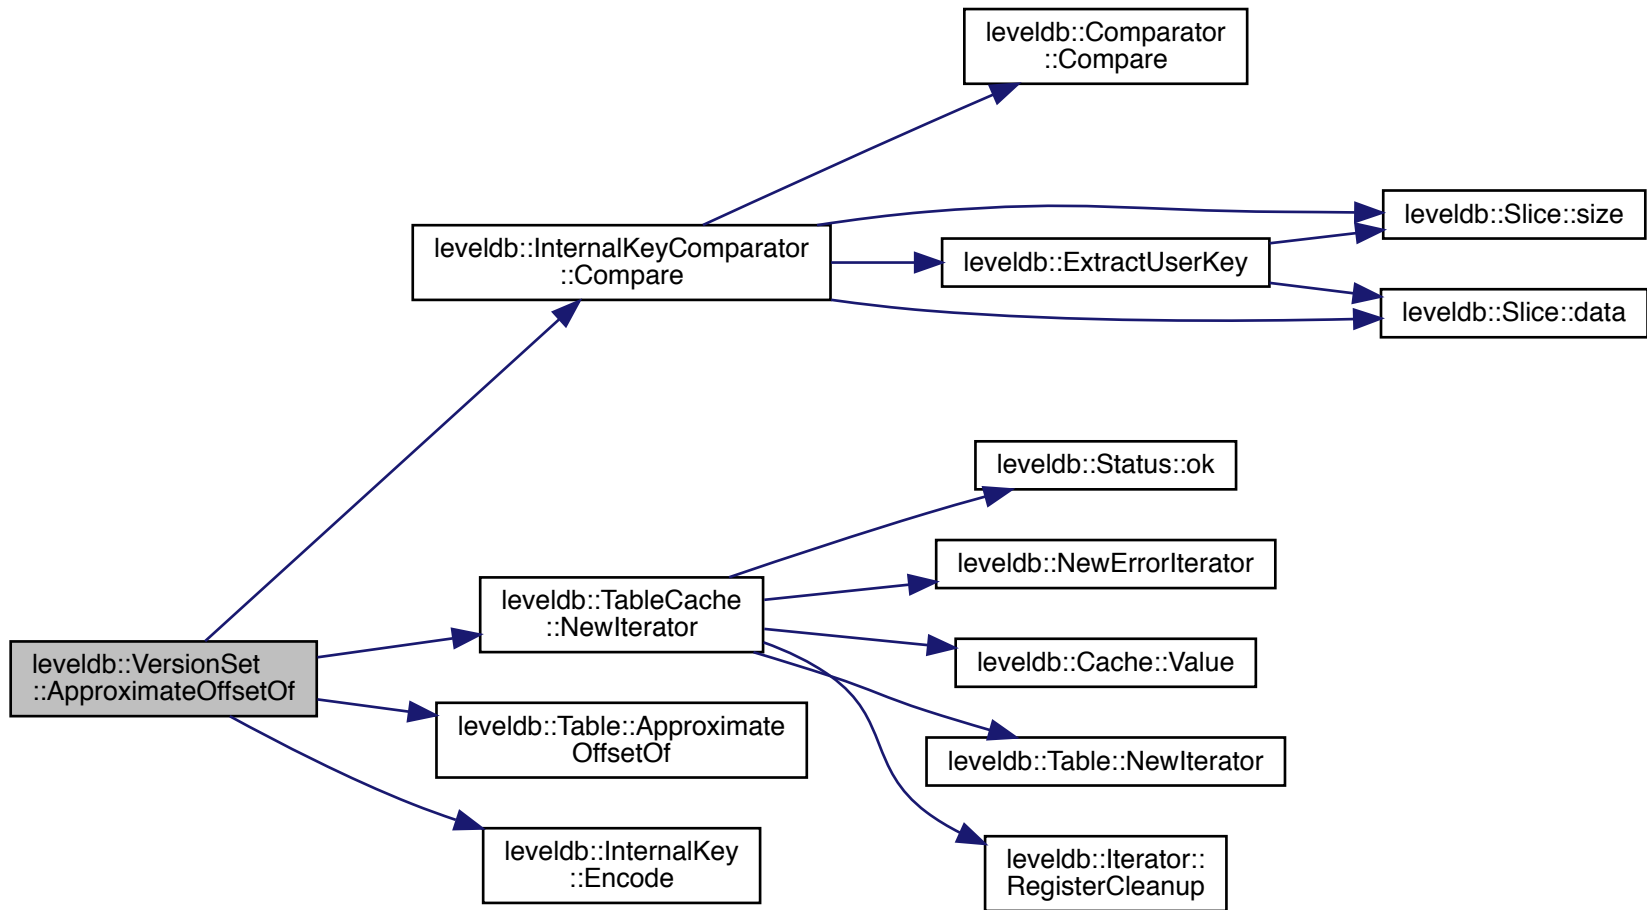 leveldb::Comparator
::Compare
leveldb::Slice::size
leveldb::InternalKeyComparator
::Compare
leveldb::ExtractUserKey
leveldb::Slice::data
leveldb::Status::ok
leveldb::NewErrorIterator
leveldb::TableCache
::NewIterator
leveldb::Cache::Value
leveldb::VersionSet
::ApproximateOffsetOf
leveldb::Table::Approximate
OffsetOf
leveldb::Table::NewIterator
leveldb::InternalKey
::Encode
leveldb::Iterator::
RegisterCleanup